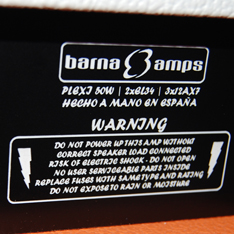 barna amps
PLEXI 50W | 2xEL34 | 3x12AX7
HECHO A MANO EN ESPAÑA
WARNING
DO NOT POWER UP THIS AMP WITHOUT
CORRECT SPEAKER LOAD CONNECTED
RISK OF ELECTRIC SHOCK - DO NOT OPEN
NO USER SERVICEABLE PARTS INSIDE
REPLACE FUSES WITH SAME TYPE AND RATING
DO NOT EXPOSE TO RAIN OR MOISTURE